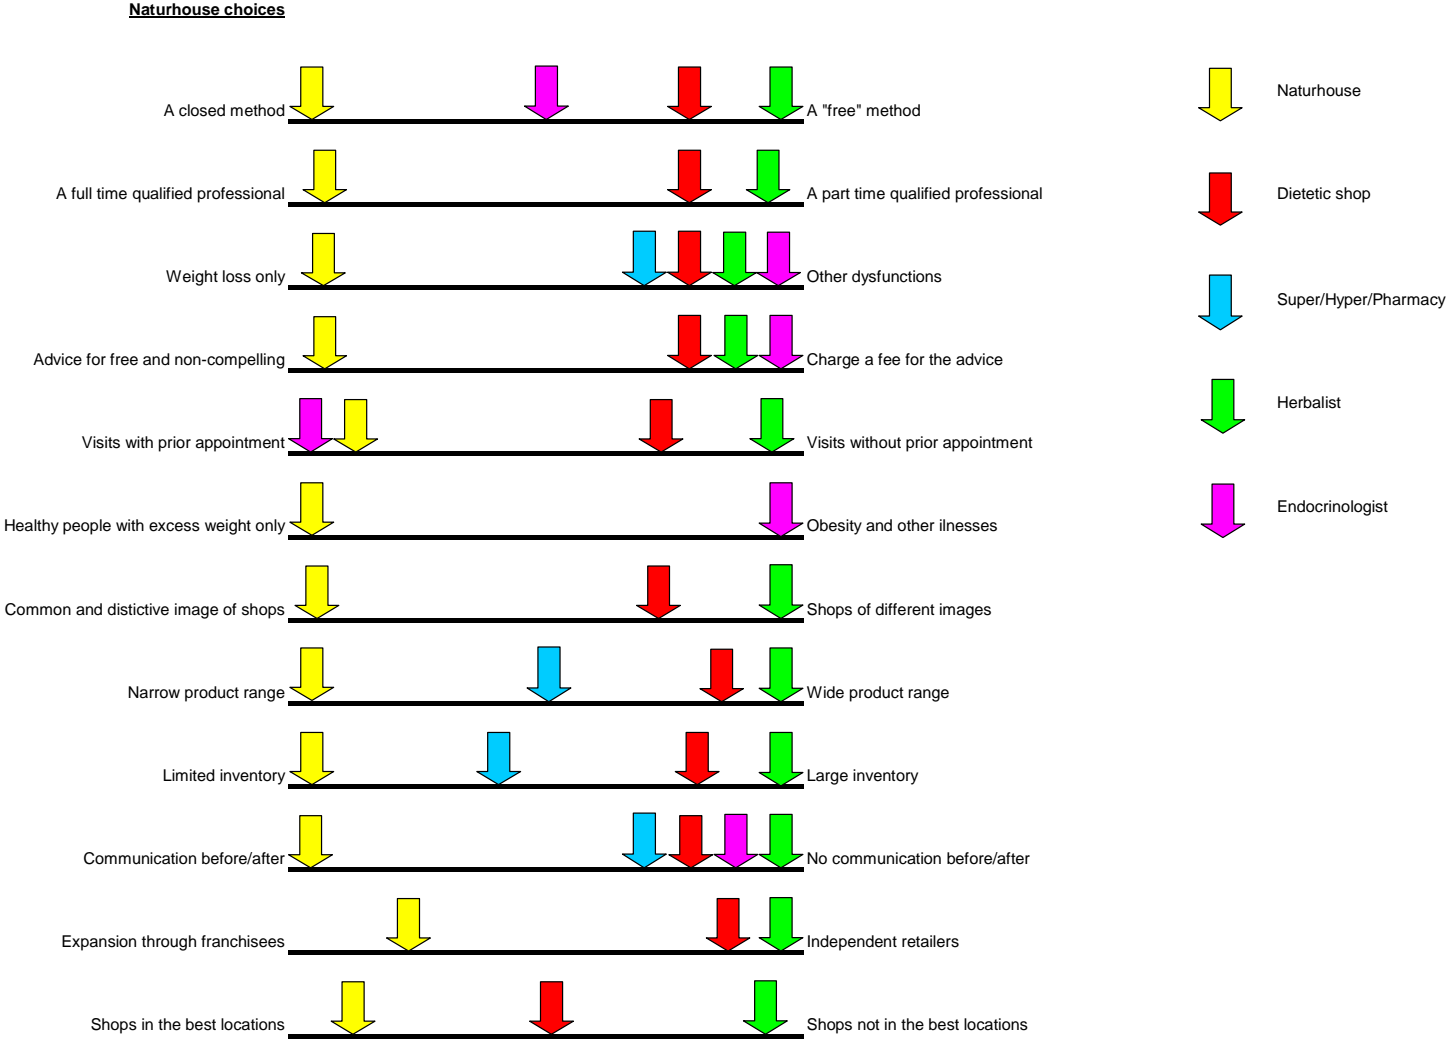 Naturhouse choices
A closed method
A "free" method
Naturhouse
A full time qualified professional
A part time qualified professional
Dietetic shop
Weight loss only
Other dysfunctions
Super/Hyper/Pharmacy
Advice for free and non-compelling
Charge a fee for the advice
Herbalist
Visits with prior appointment
Visits without prior appointment
Endocrinologist
Healthy people with excess weight only
Obesity and other ilnesses
Common and distictive image of shops
Shops of different images
Narrow product range
Wide product range
Limited inventory
Large inventory
Communication before/after
No communication before/after
Expansion through franchisees
Independent retailers
Shops in the best locations
Shops not in the best locations